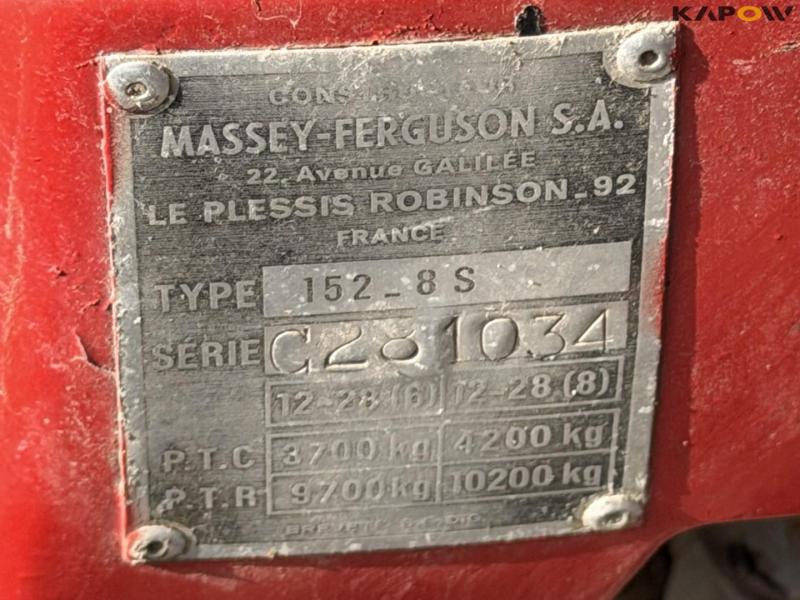 KAPOW
MASSEY-FERGUSON S.A.
22, Avenue GALILÉE
LE PLESSIS ROBINSON-92
FRANCE
TYPE 152-8 S
SÉRIE C281034
12-28(6) 12-28(8)
P.T.C 3700 kg 4200 kg
P.T.R 9700 kg 10200 kg
BREVETÉ